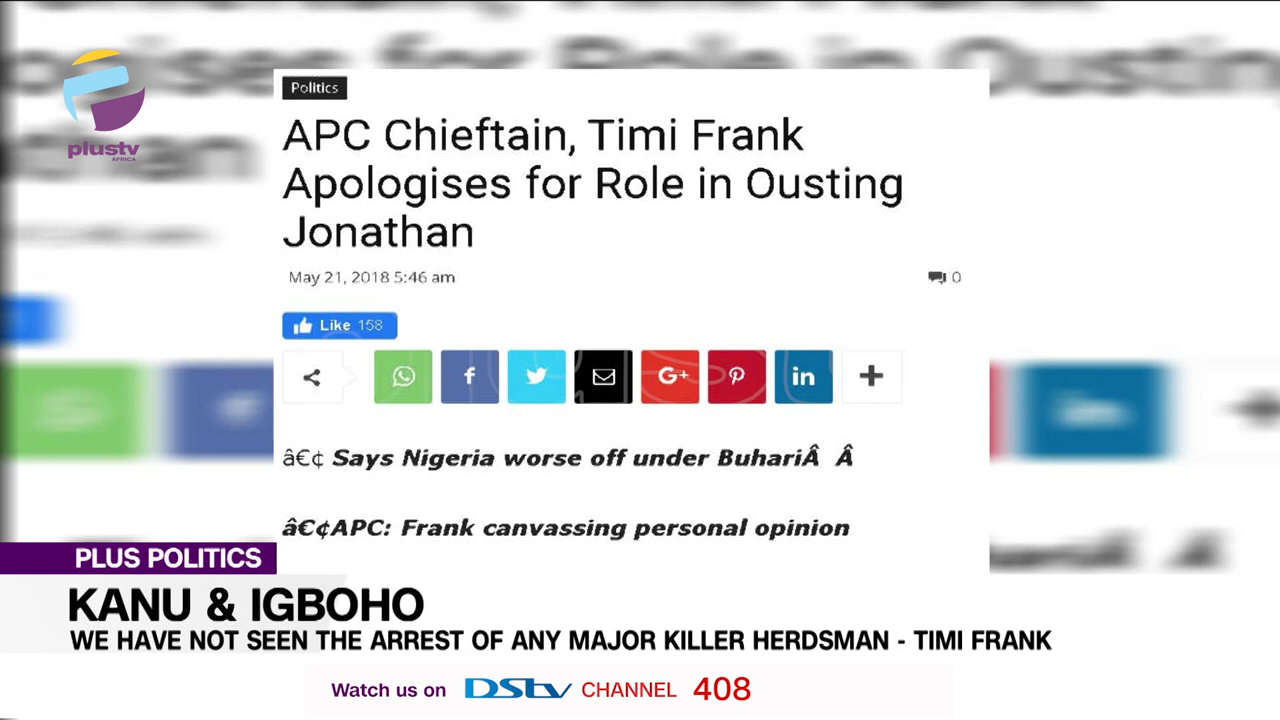 plustv
AFRICA
Politics
APC Chieftain, Timi Frank
Apologises for Role in Ousting
Jonathan
May 21, 2018 5:46 am
0
Like 158
G+
in
â€¢ Says Nigeria worse off under BuhariÂ Â
â€¢APC: Frank canvassing personal opinion
PLUS POLITICS
KANU & IGBOHO
WE HAVE NOT SEEN THE ARREST OF ANY MAJOR KILLER HERDSMAN - TIMI FRANK
Watch us on DStv CHANNEL 408